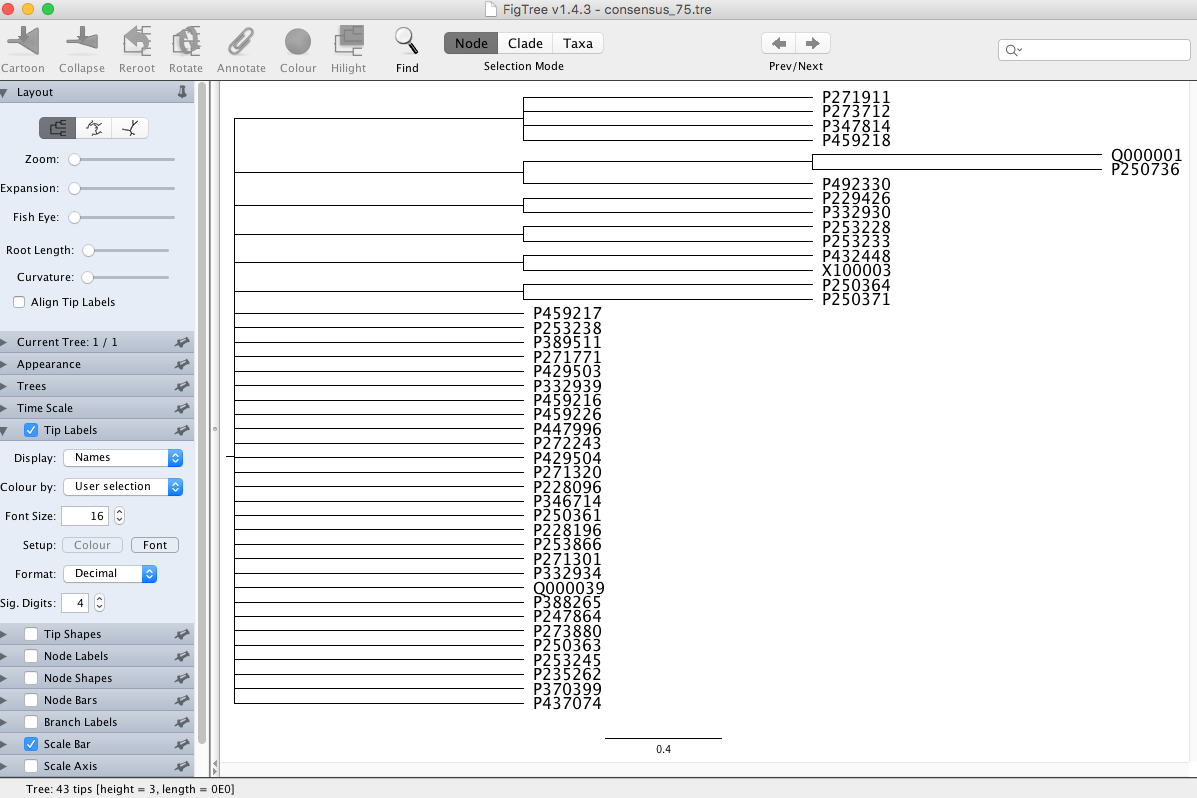 FigTree v1.4.3 - consensus_75.tre
Cartoon Collapse Reroot Rotate Annotate Colour Hilight Find
Node Clade Taxa
Selection Mode
Prev/Next
Layout
Zoom:
Expansion:
Fish Eye:
Root Length:
Curvature:
Align Tip Labels
Current Tree: 1 / 1
Appearance
Trees
Time Scale
Tip Labels
Display: Names
Colour by: User selection
Font Size: 16
Setup: Colour Font
Format: Decimal
Sig. Digits: 4
Tip Shapes
Node Labels
Node Shapes
Node Bars
Branch Labels
Scale Bar
Scale Axis
P271911
P273712
P347814
P459218
Q000001
P250736
P492330
P229426
P332930
P253228
P253233
P432448
X100003
P250364
P250371
P459217
P253238
P389511
P271771
P429503
P332939
P459216
P459226
P447996
P272243
P429504
P271320
P228096
P346714
P250361
P228196
P253866
P271301
P332934
Q000039
P388265
P247864
P273880
P250363
P253245
P235262
P370399
P437074
0.4
Tree: 43 tips [height = 3, length = 0E0]